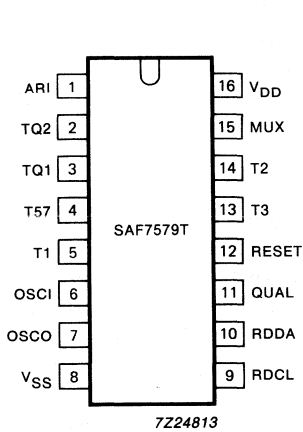 ARI 1 16 VDD
TQ2 2 15 MUX
TQ1 3 14 T2
T57 4 13 T3
SAF7579T
T1 5 12 RESET
OSCI 6 11 QUAL
OSCO 7 10 RDDA
VSS 8 9 RDCL
7Z24813